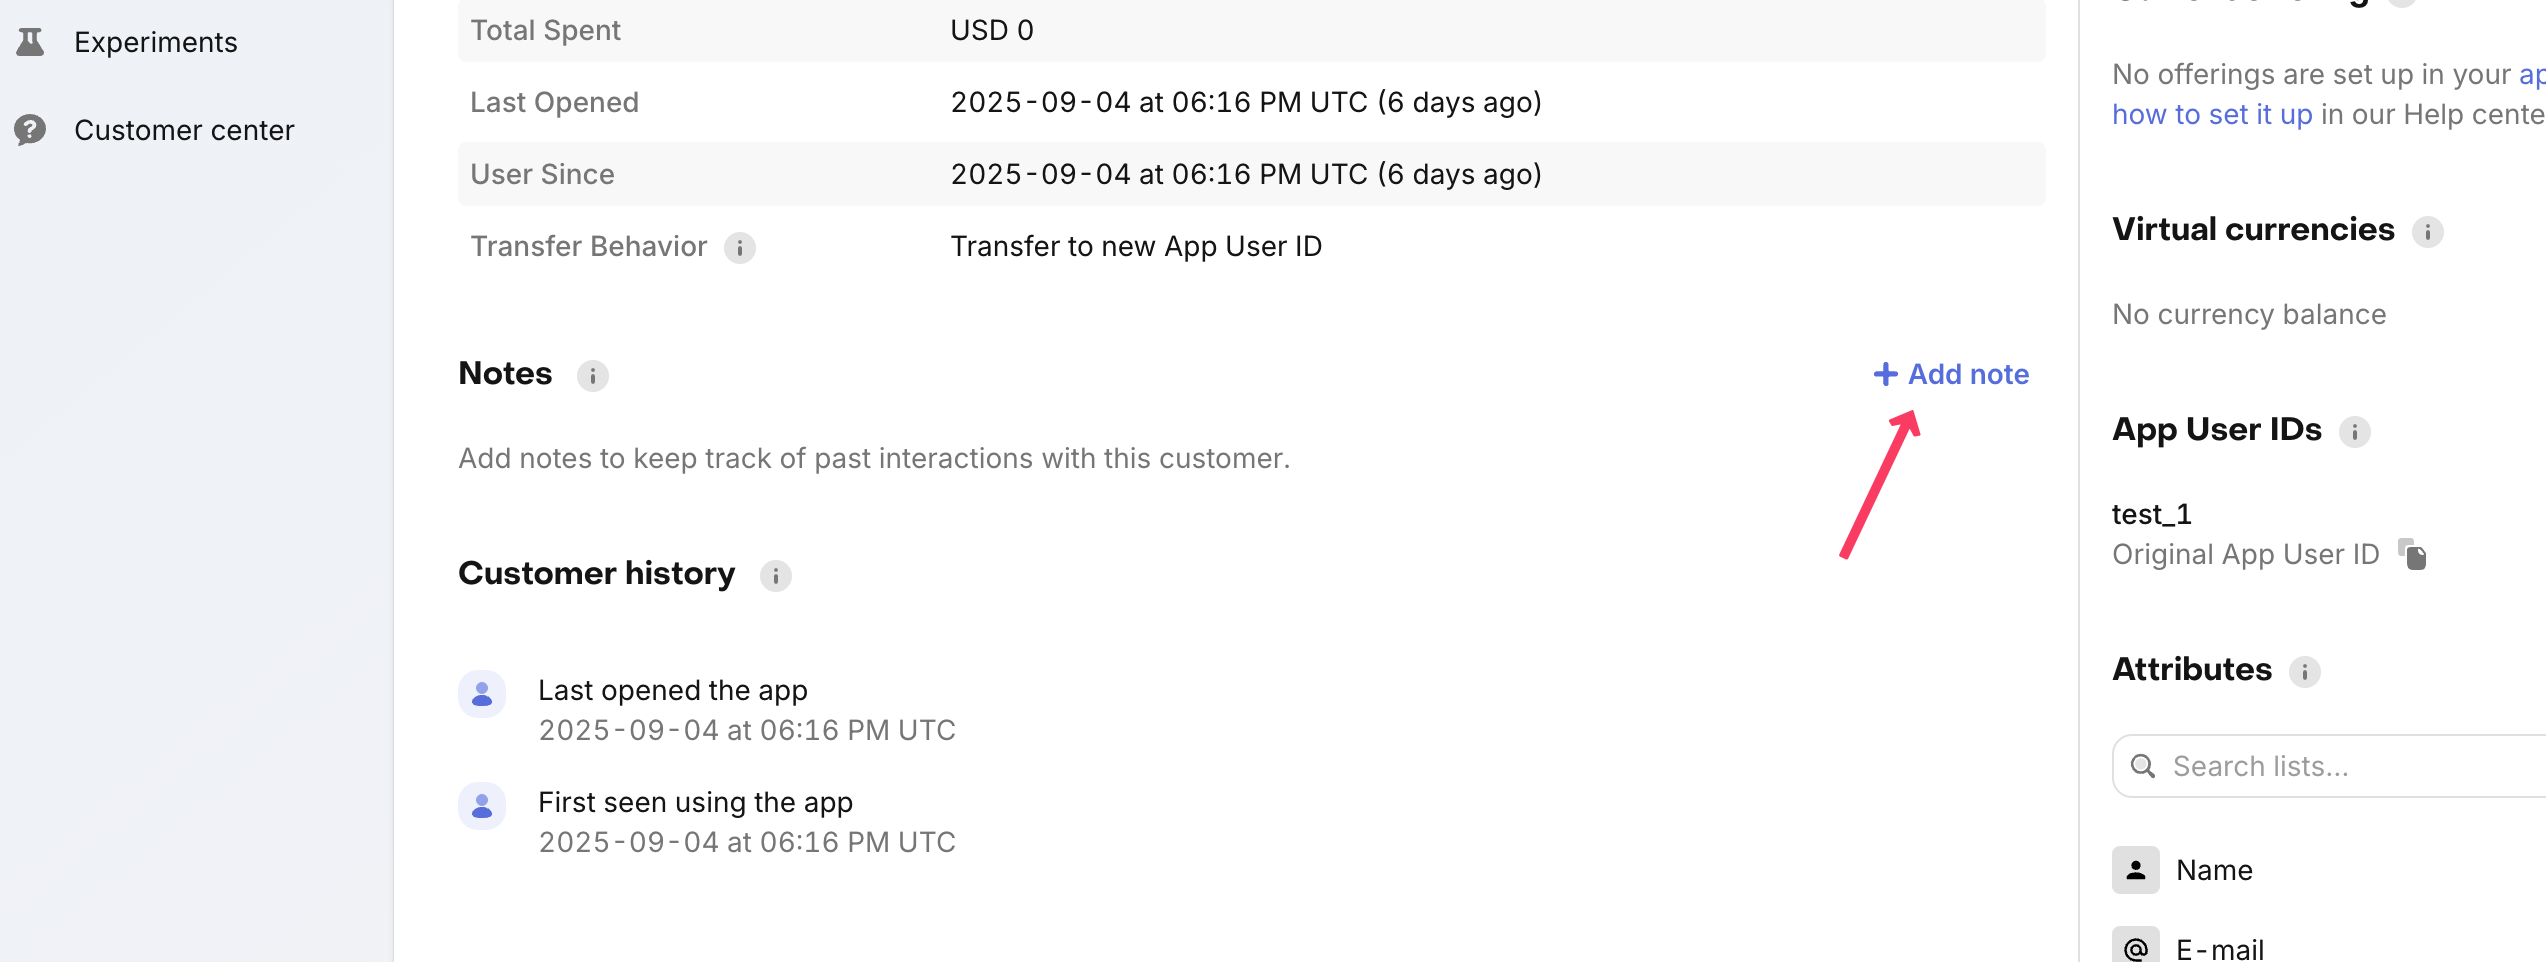 Experiments
Customer center
Total Spent
USD 0
Last Opened
2025-09-04 at 06:16 PM UTC (6 days ago)
User Since
2025-09-04 at 06:16 PM UTC (6 days ago)
Transfer Behavior
Transfer to new App User ID
Notes
+ Add note
Add notes to keep track of past interactions with this customer.
Customer history
Last opened the app
2025-09-04 at 06:16 PM UTC
First seen using the app
2025-09-04 at 06:16 PM UTC
No offerings are set up in your
how to set it up in our Help
Virtual currencies
No currency balance
App User IDs
test_1
Original App User ID
Attributes
Search lists...
Name
E-mail